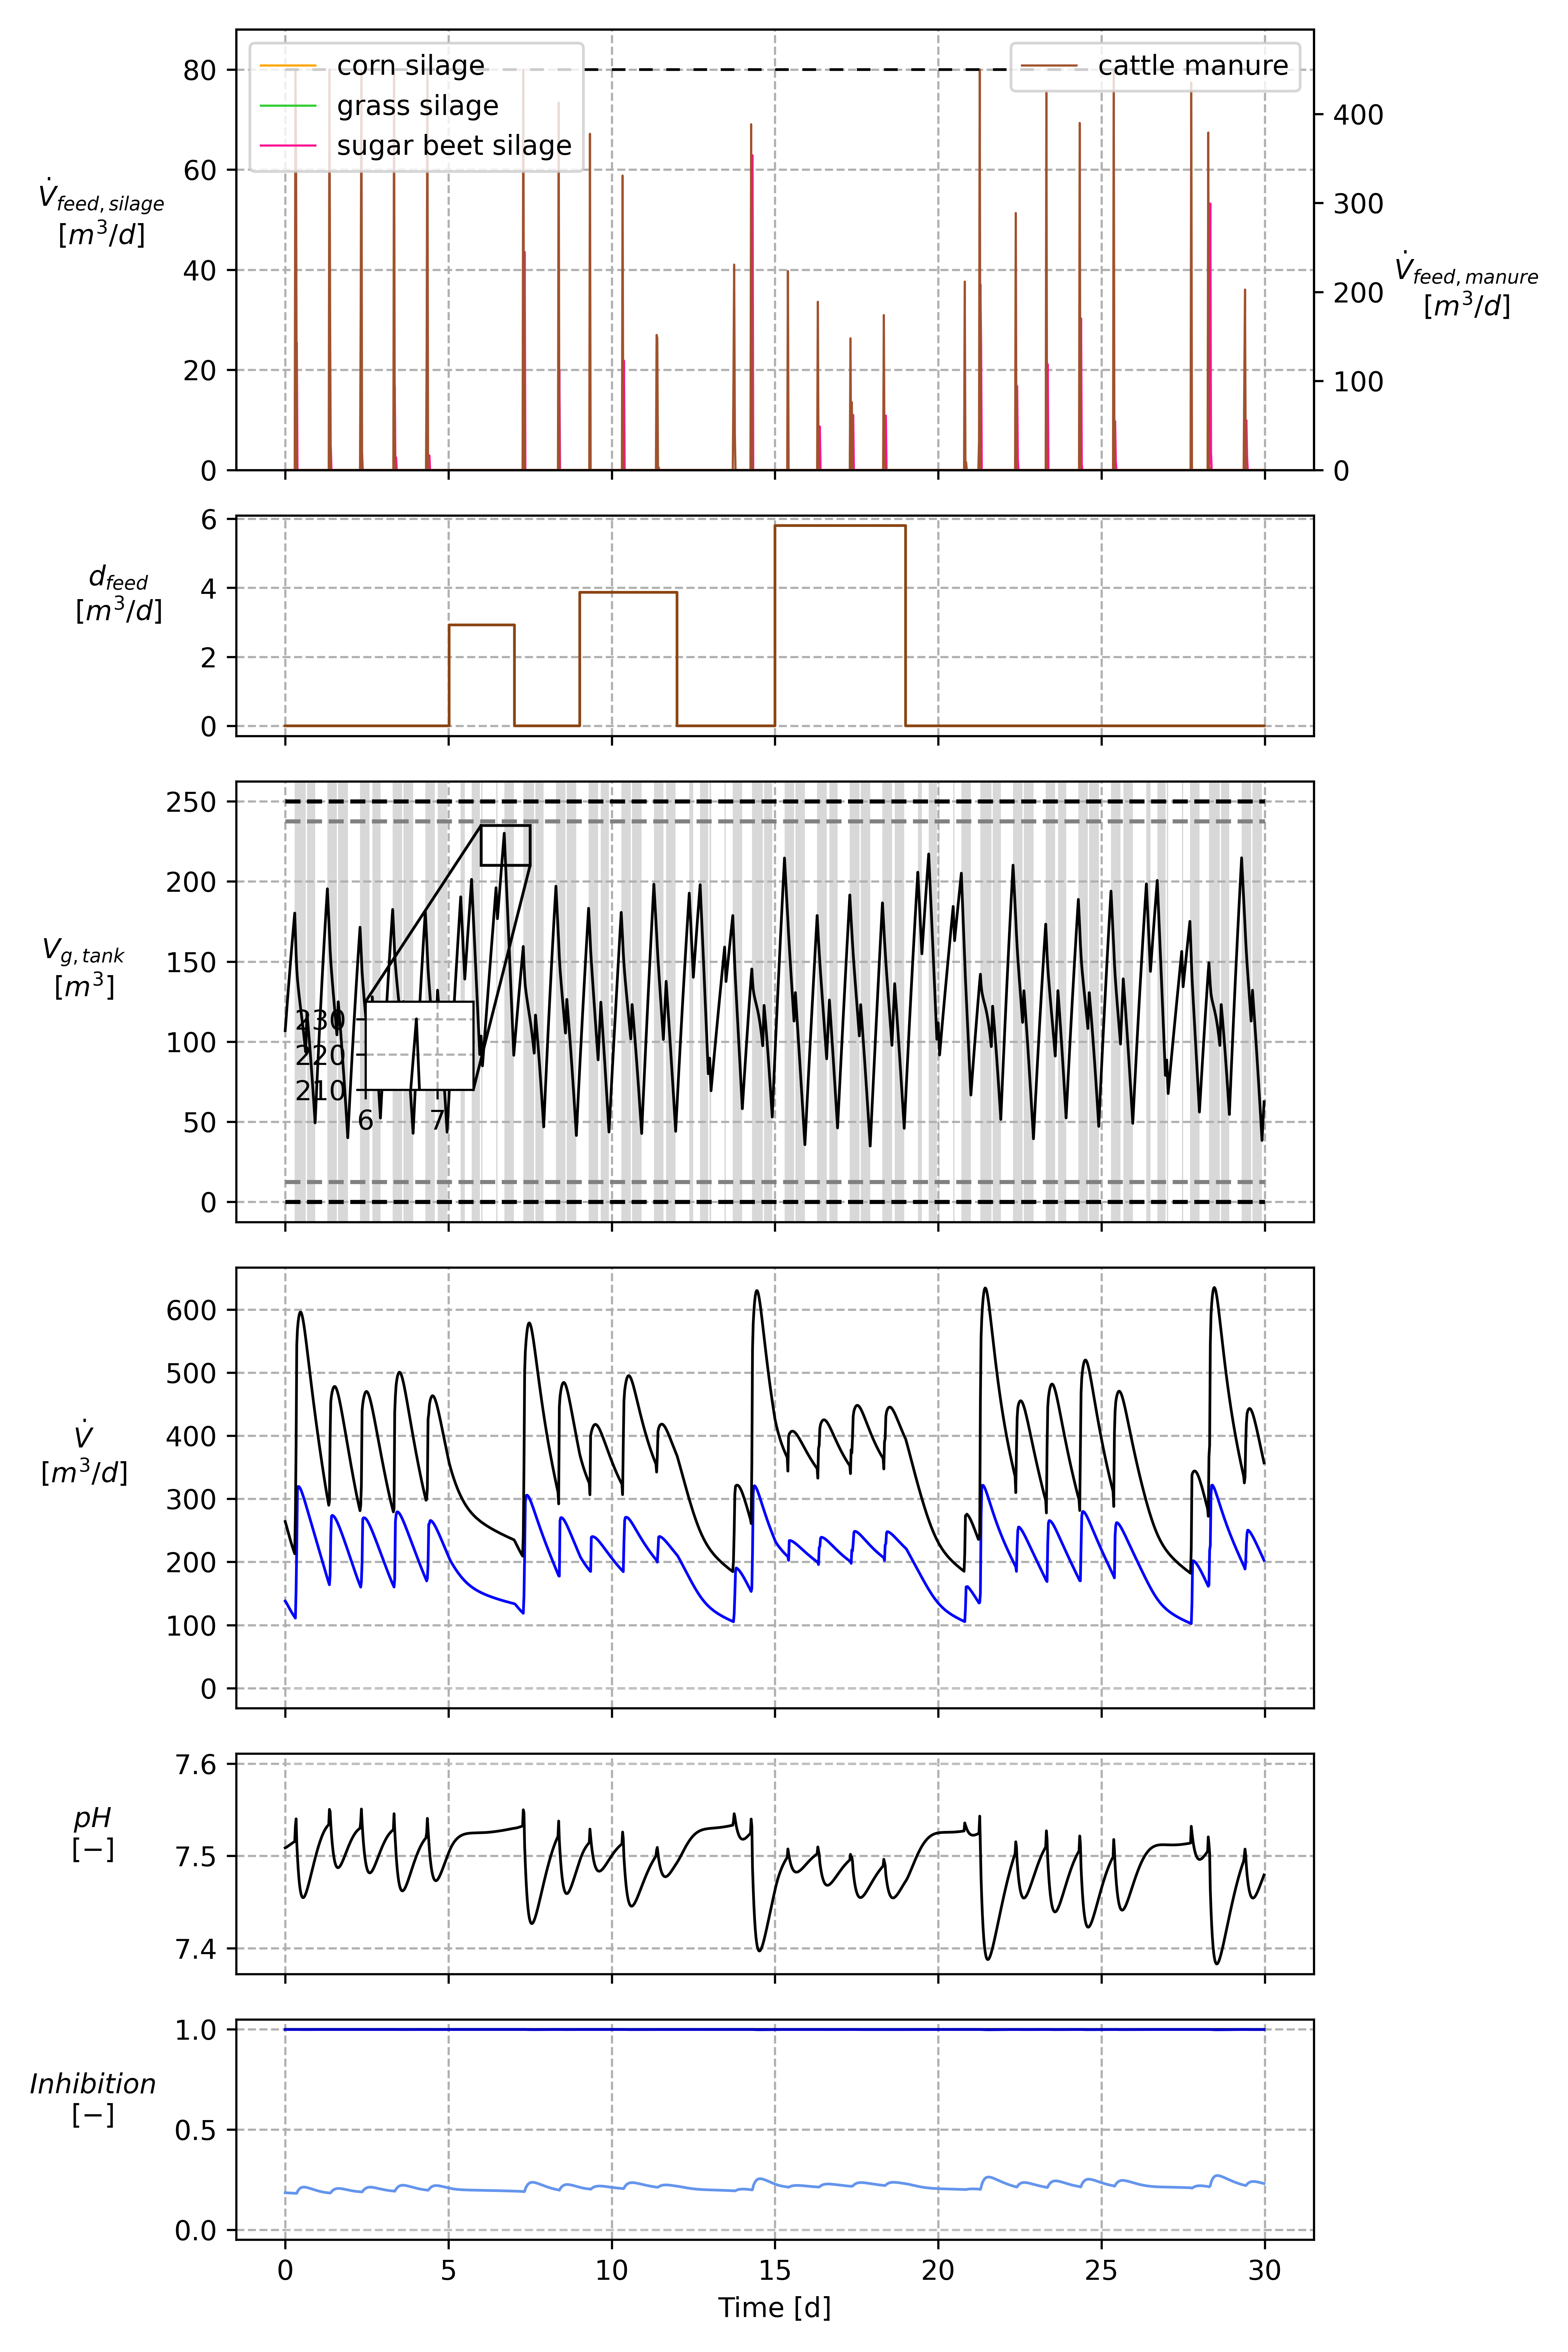 corn silage
grass silage
sugar beet silage
cattle manure
80
60
40
20
0
400
300
200
100
0
V̇feed, silage
[m³/d]
V̇feed, manure
[m³/d]
6
4
2
0
dfeed
[m³/d]
250
200
150
100
50
0
Vg, tank
[m³]
230
220
210
6 7
600
500
400
300
200
100
0
V̇
[m³/d]
7.6
7.5
7.4
pH
[−]
1.0
0.5
0.0
Inhibition
[−]
0 5 10 15 20 25 30
Time [d]